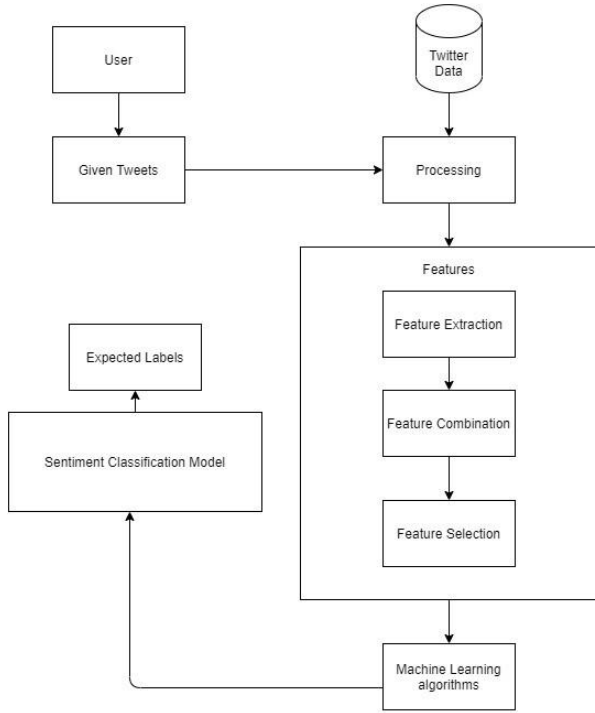 User
Twitter
Data
Given Tweets
Processing
Features
Feature Extraction
Expected Labels
Feature Combination
Sentiment Classification Model
Feature Selection
Machine Learning
algorithms